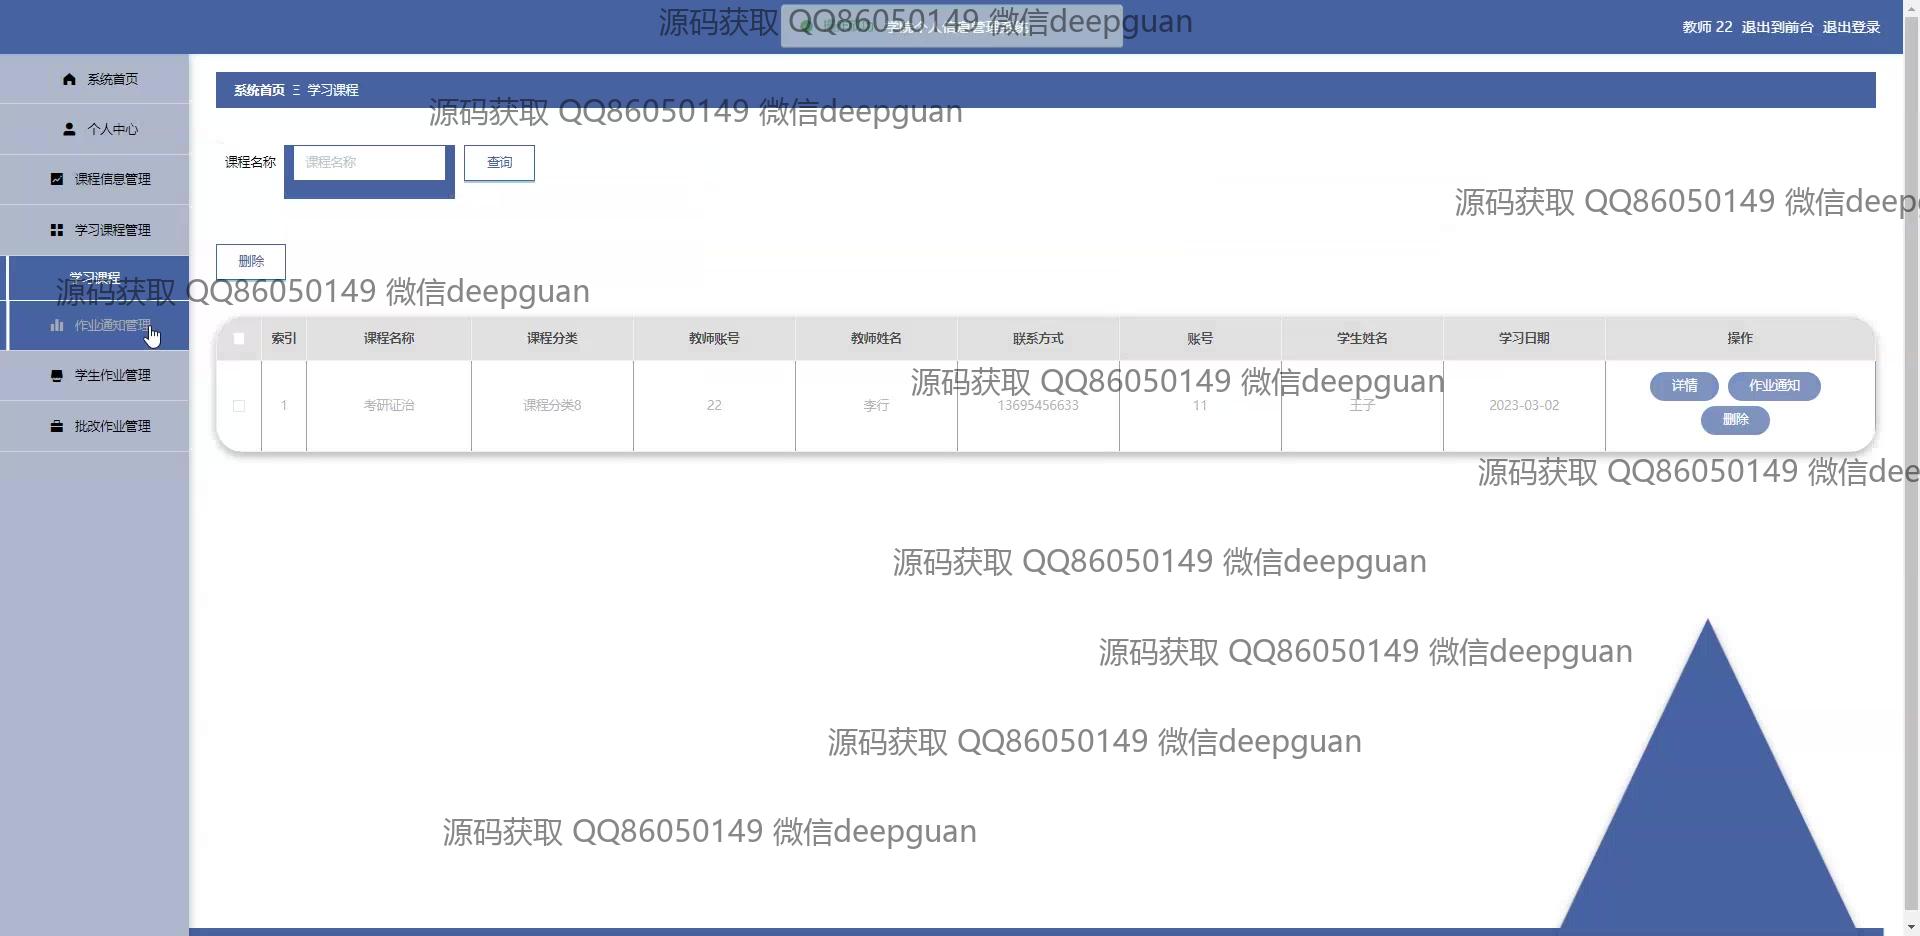 源码获取 QQ86050149 微信deepguan
学院个人信息管理系统
教师 22 退出到前台 退出登录
系统首页
个人中心
课程信息管理
学习课程管理
学习课程
作业通知管理
学生作业管理
批改作业管理
系统首页 Ξ 学习课程
源码获取 QQ86050149 微信deepguan
课程名称 课程名称 查询
源码获取 QQ86050149 微信deep
删除
源码获取 QQ86050149 微信deepguan
索引 课程名称 课程分类 教师账号 教师姓名 联系方式 账号 学生姓名 学习日期 操作
源码获取 QQ86050149 微信deepguan
1 考研证治 课程分类8 22 李行 13695456633 11 王子 2023-03-02 详情 作业通知
删除
源码获取 QQ86050149 微信dee
源码获取 QQ86050149 微信deepguan
源码获取 QQ86050149 微信deepguan
源码获取 QQ86050149 微信deepguan
源码获取 QQ86050149 微信deepguan